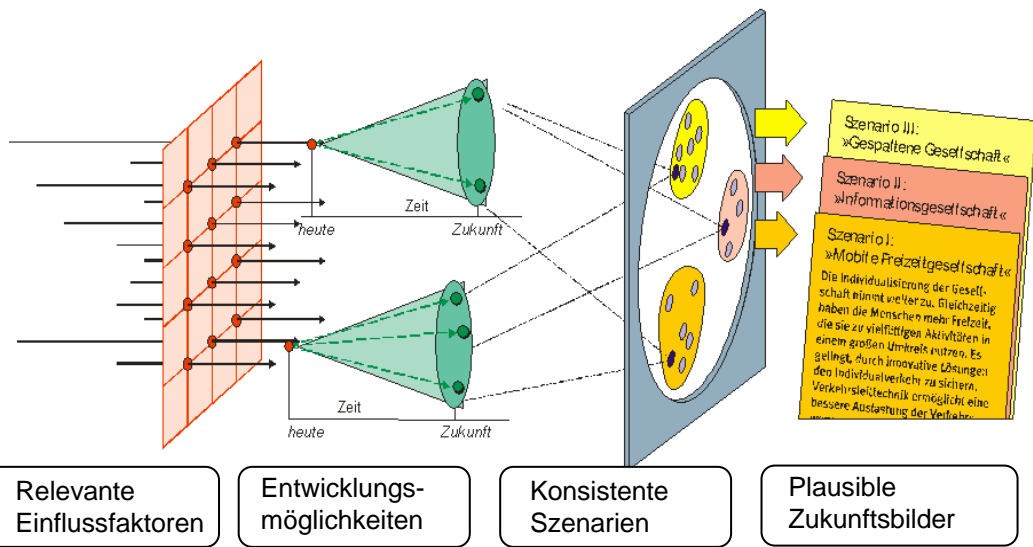 Zeit
heute
Zukunft
Zeit
heute
Zukunft
Szenario III:
»Gespaltene Gesellschaft«
Szenario II:
»Informationsgesellschaft«
Szenario I:
»Mobile Freizeitgesellschaft«
Die Individualisierung der Gesell-
schaft nimmt weiter zu. Gleichzeitig
haben die Menschen mehr Freizeit,
die sie zu vielfältigen Aktivitäten in
einem großen Umkreis nutzen. Es
gelingt, durch innovative Lösungen
den Individualverkehr zu sichern.
Verkehrsleittechnik ermöglicht eine
bessere Auslastung der Verkehrs-
Relevante
Einflussfaktoren
Entwicklungs-
möglichkeiten
Konsistente
Szenarien
Plausible
Zukunftsbilder